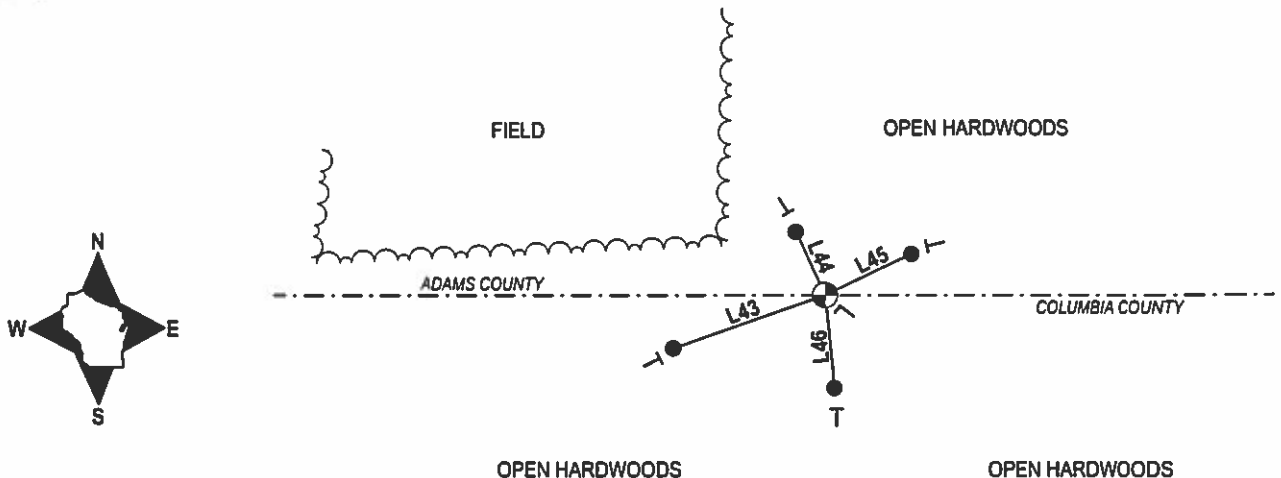 FIELD
OPEN HARDWOODS
T
L44
L45
T
N
ADAMS COUNTY
W
E
L43
COLUMBIA COUNTY
L
T
L46
S
T
OPEN HARDWOODS
OPEN HARDWOODS